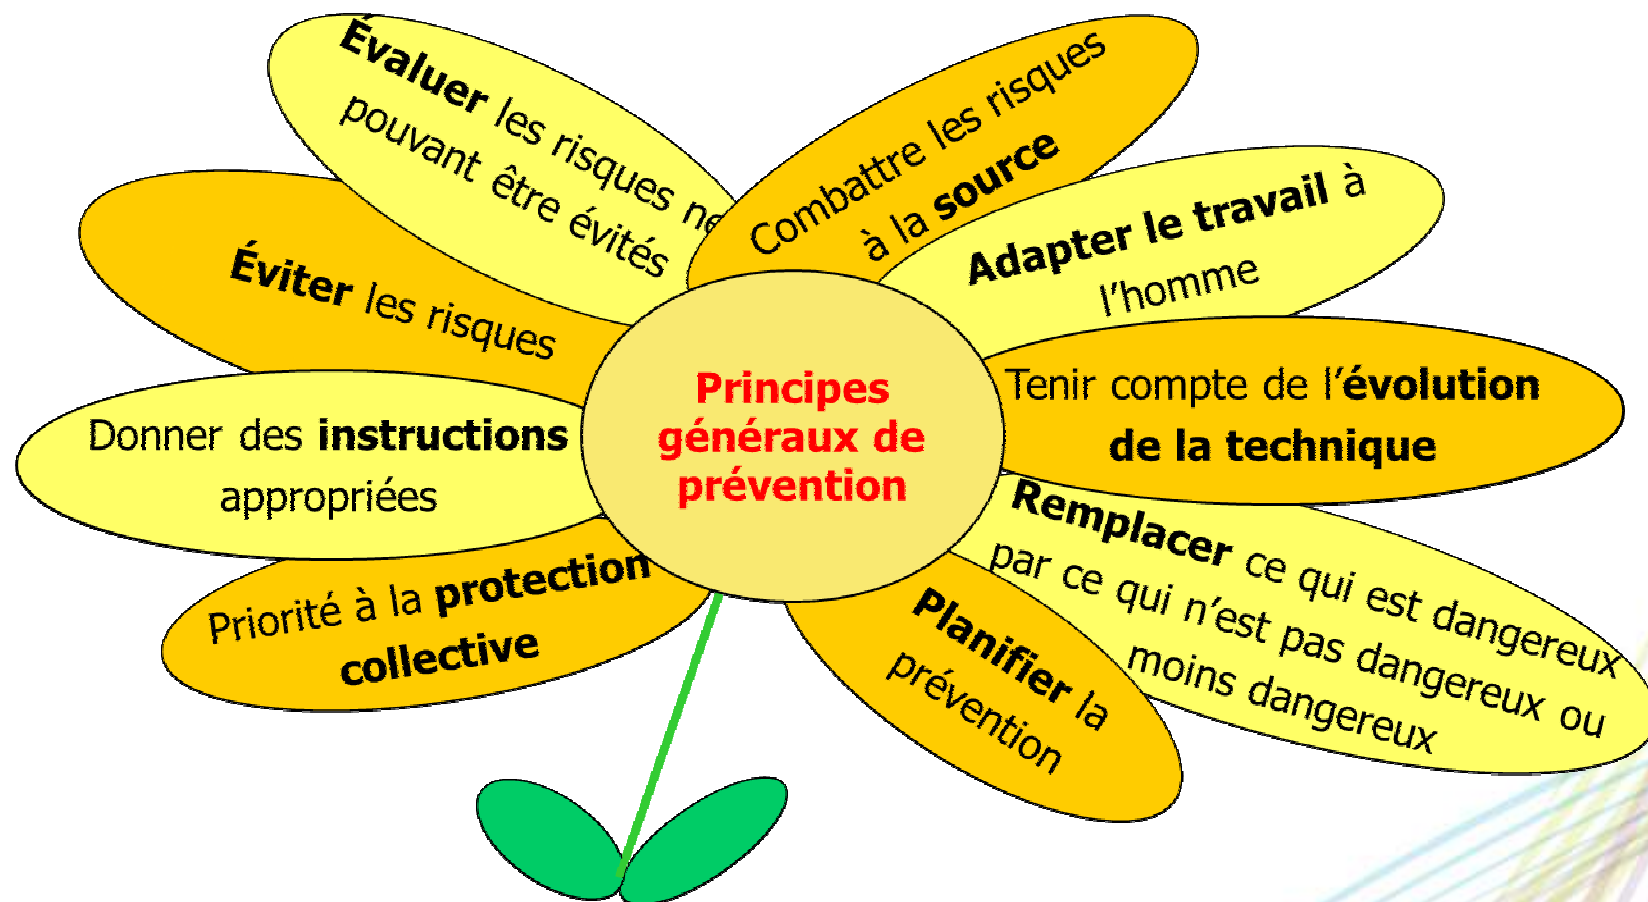 Évaluer les risques ne
pouvant être évités
Combattre les risques
à la source
Adapter le travail à
l’homme
Éviter les risques
Tenir compte de l’évolution
de la technique
Principes
généraux de
prévention
Donner des instructions
appropriées
Remplacer ce qui est dangereux
par ce qui n’est pas dangereux ou
moins dangereux
Priorité à la protection
collective
Planifier la
prévention